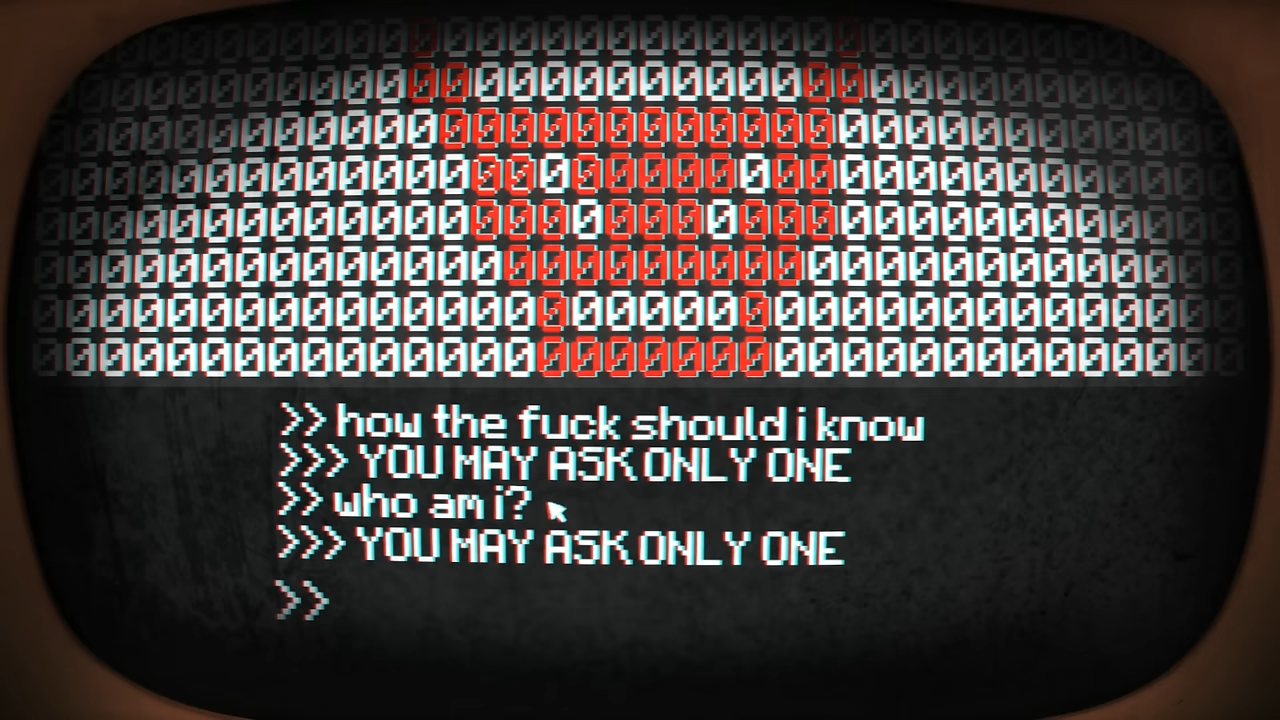 >> how the fuck should i know
>>> YOU MAY ASK ONLY ONE
>> who am i?
>>> YOU MAY ASK ONLY ONE
>>